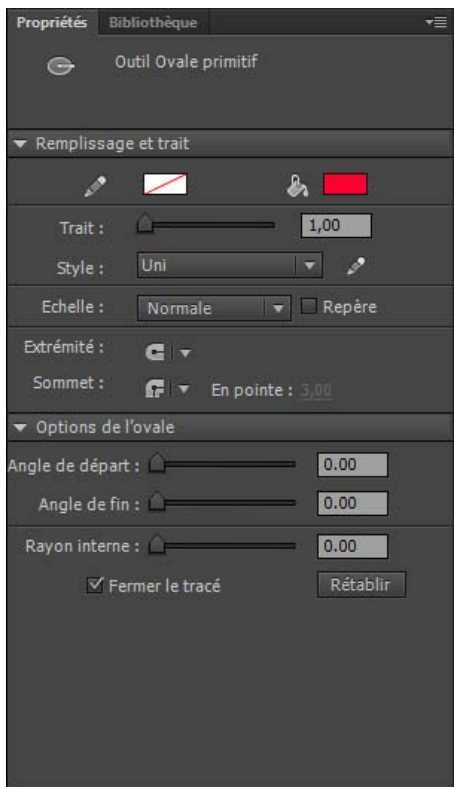 Propriétés Bibliothèque
Outil Ovale primitif
Remplissage et trait
Trait : 1,00
Style : Uni
Echelle : Normale Repère
Extrémité :
Sommet : En pointe : 3,00
Options de l'ovale
Angle de départ : 0.00
Angle de fin : 0.00
Rayon interne : 0.00
Fermer le tracé Rétablir